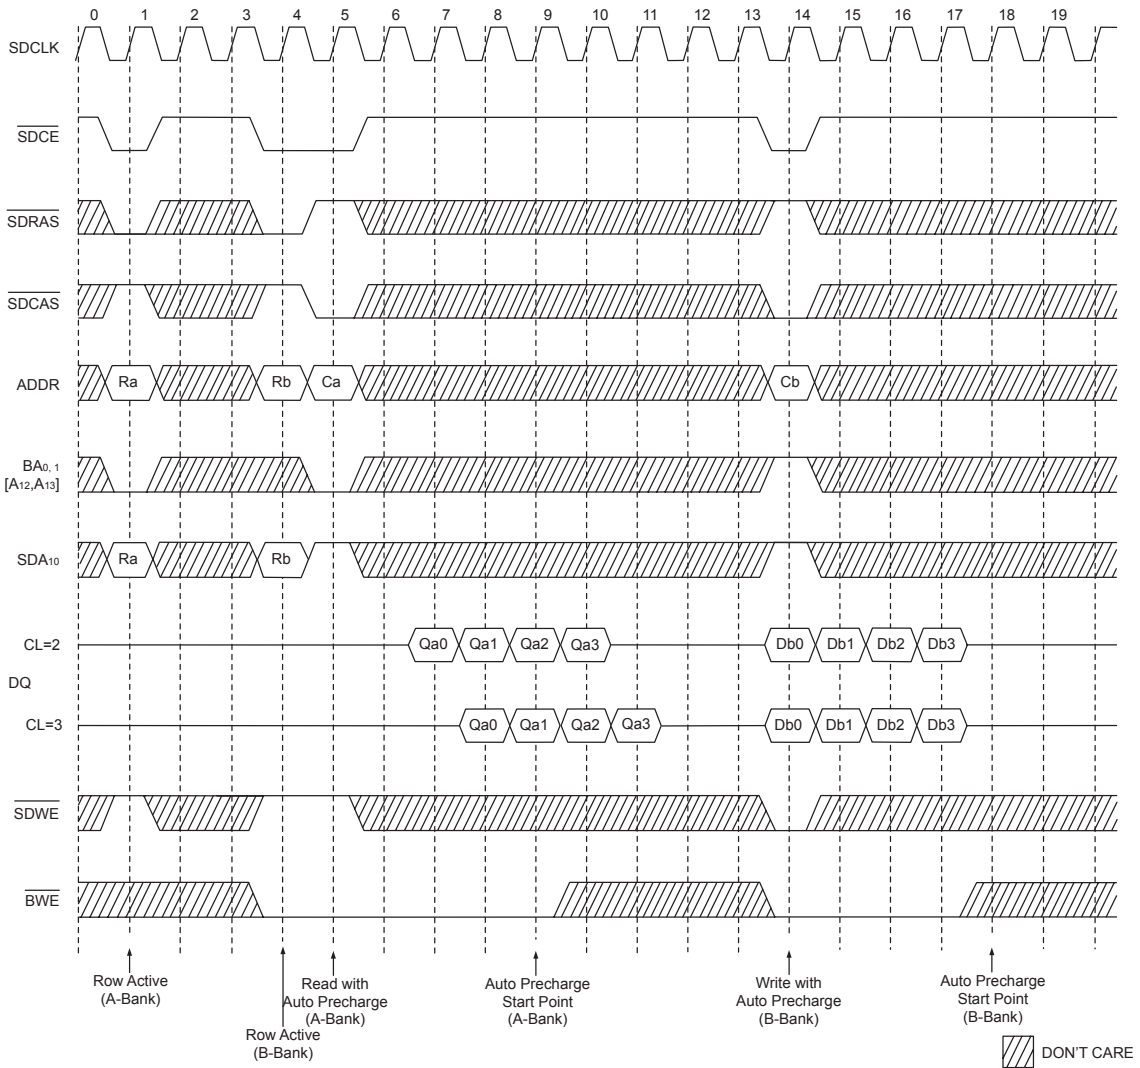 0 1 2 3 4 5 6 7 8 9 10 11 12 13 14 15 16 17 18 19
SDCLK
SDCE
SDRAS
SDCAS
ADDR Ra Rb Ca Cb
BA0, 1
[A12,A13]
SDA10 Ra Rb
CL=2 Qa0 Qa1 Qa2 Qa3 Db0 Db1 Db2 Db3
DQ
CL=3 Qa0 Qa1 Qa2 Qa3 Db0 Db1 Db2 Db3
SDWE
BWE
Row Active
(A-Bank)
Row Active
(B-Bank)
Read with
Auto Precharge
(A-Bank)
Auto Precharge
Start Point
(A-Bank)
Write with
Auto Precharge
(B-Bank)
Auto Precharge
Start Point
(B-Bank)
DON'T CARE